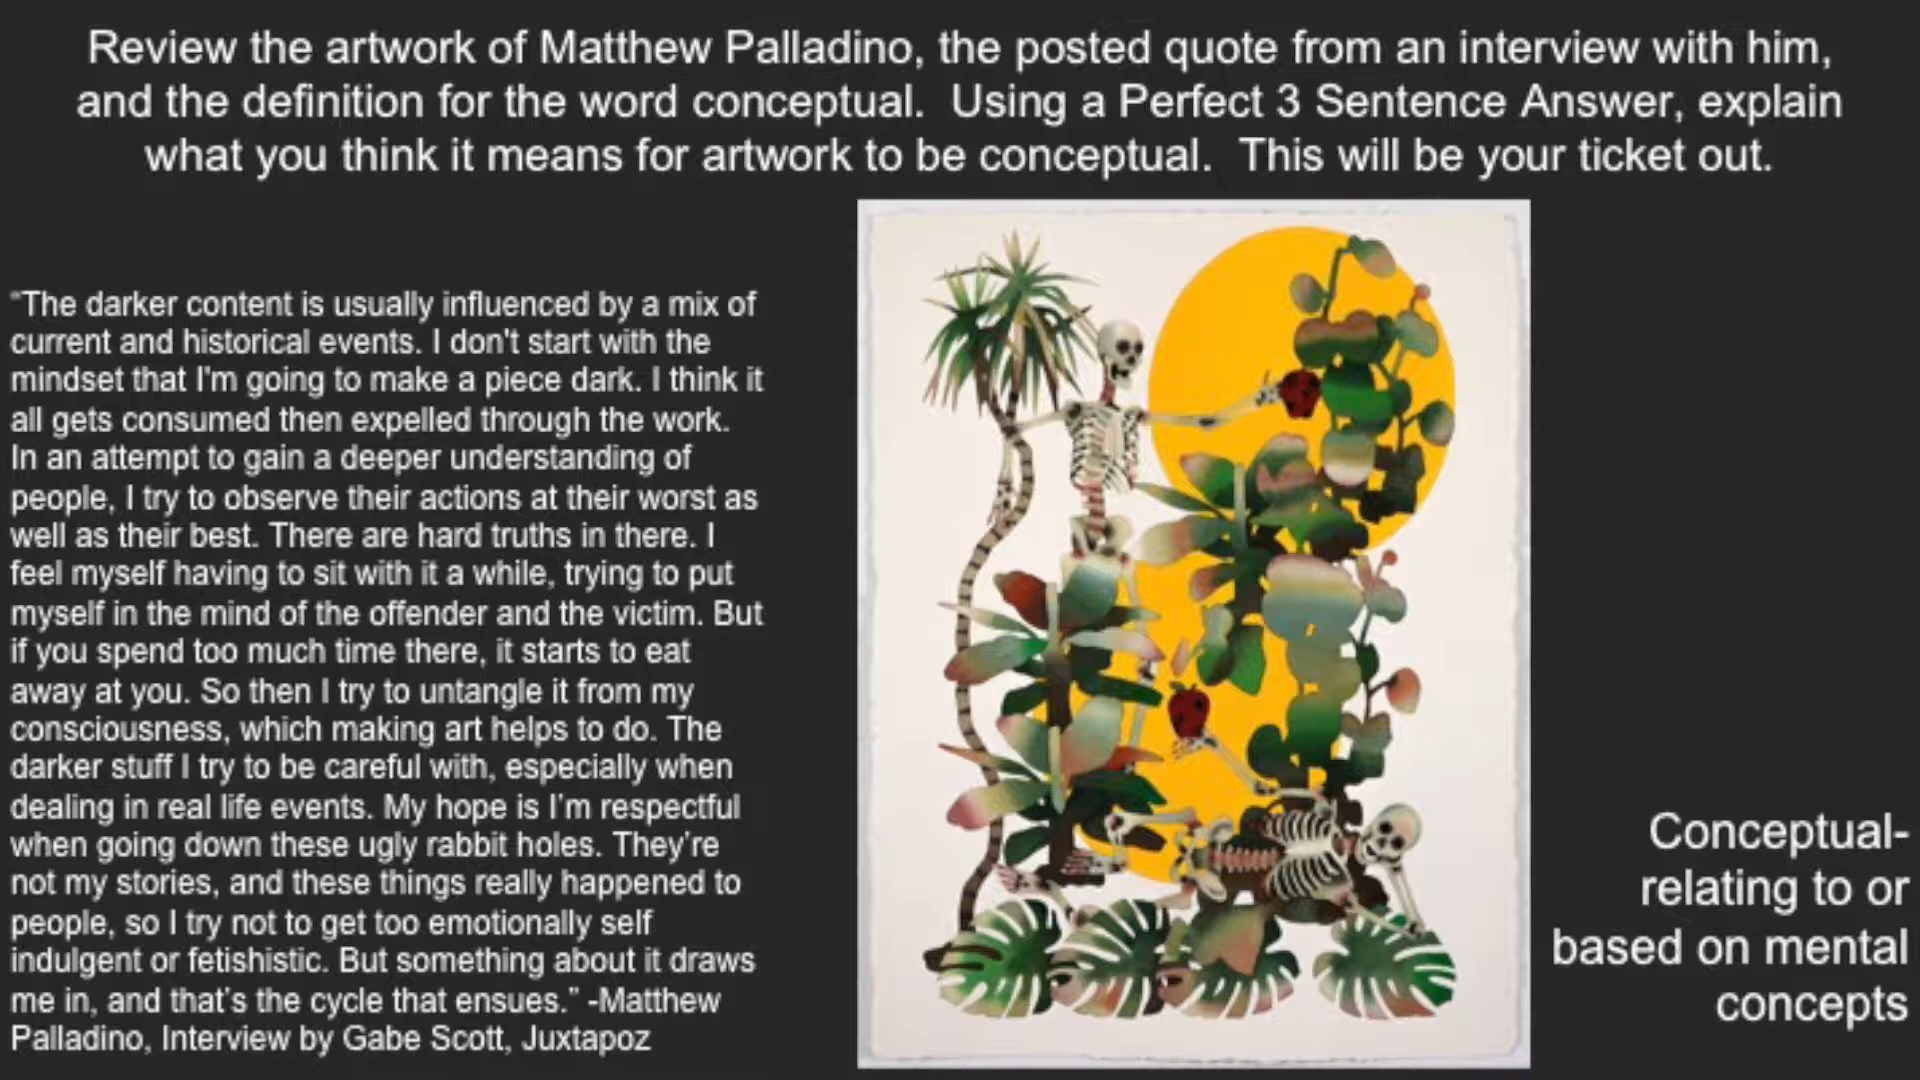 Review the artwork of Matthew Palladino, the posted quote from an interview with him,
and the definition for the word conceptual.  Using a Perfect 3 Sentence Answer, explain
what you think it means for artwork to be conceptual.  This will be your ticket out.
“The darker content is usually influenced by a mix of
current and historical events. I don't start with the
mindset that I'm going to make a piece dark. I think it
all gets consumed then expelled through the work.
In an attempt to gain a deeper understanding of
people, I try to observe their actions at their worst as
well as their best. There are hard truths in there. I
feel myself having to sit with it a while, trying to put
myself in the mind of the offender and the victim. But
if you spend too much time there, it starts to eat
away at you. So then I try to untangle it from my
consciousness, which making art helps to do. The
darker stuff I try to be careful with, especially when
dealing in real life events. My hope is I'm respectful
when going down these ugly rabbit holes. They’re
not my stories, and these things really happened to
people, so I try not to get too emotionally self
indulgent or fetishistic. But something about it draws
me in, and that’s the cycle that ensues.” -Matthew
Palladino, Interview by Gabe Scott, Juxtapoz
Conceptual-
relating to or
based on mental
concepts